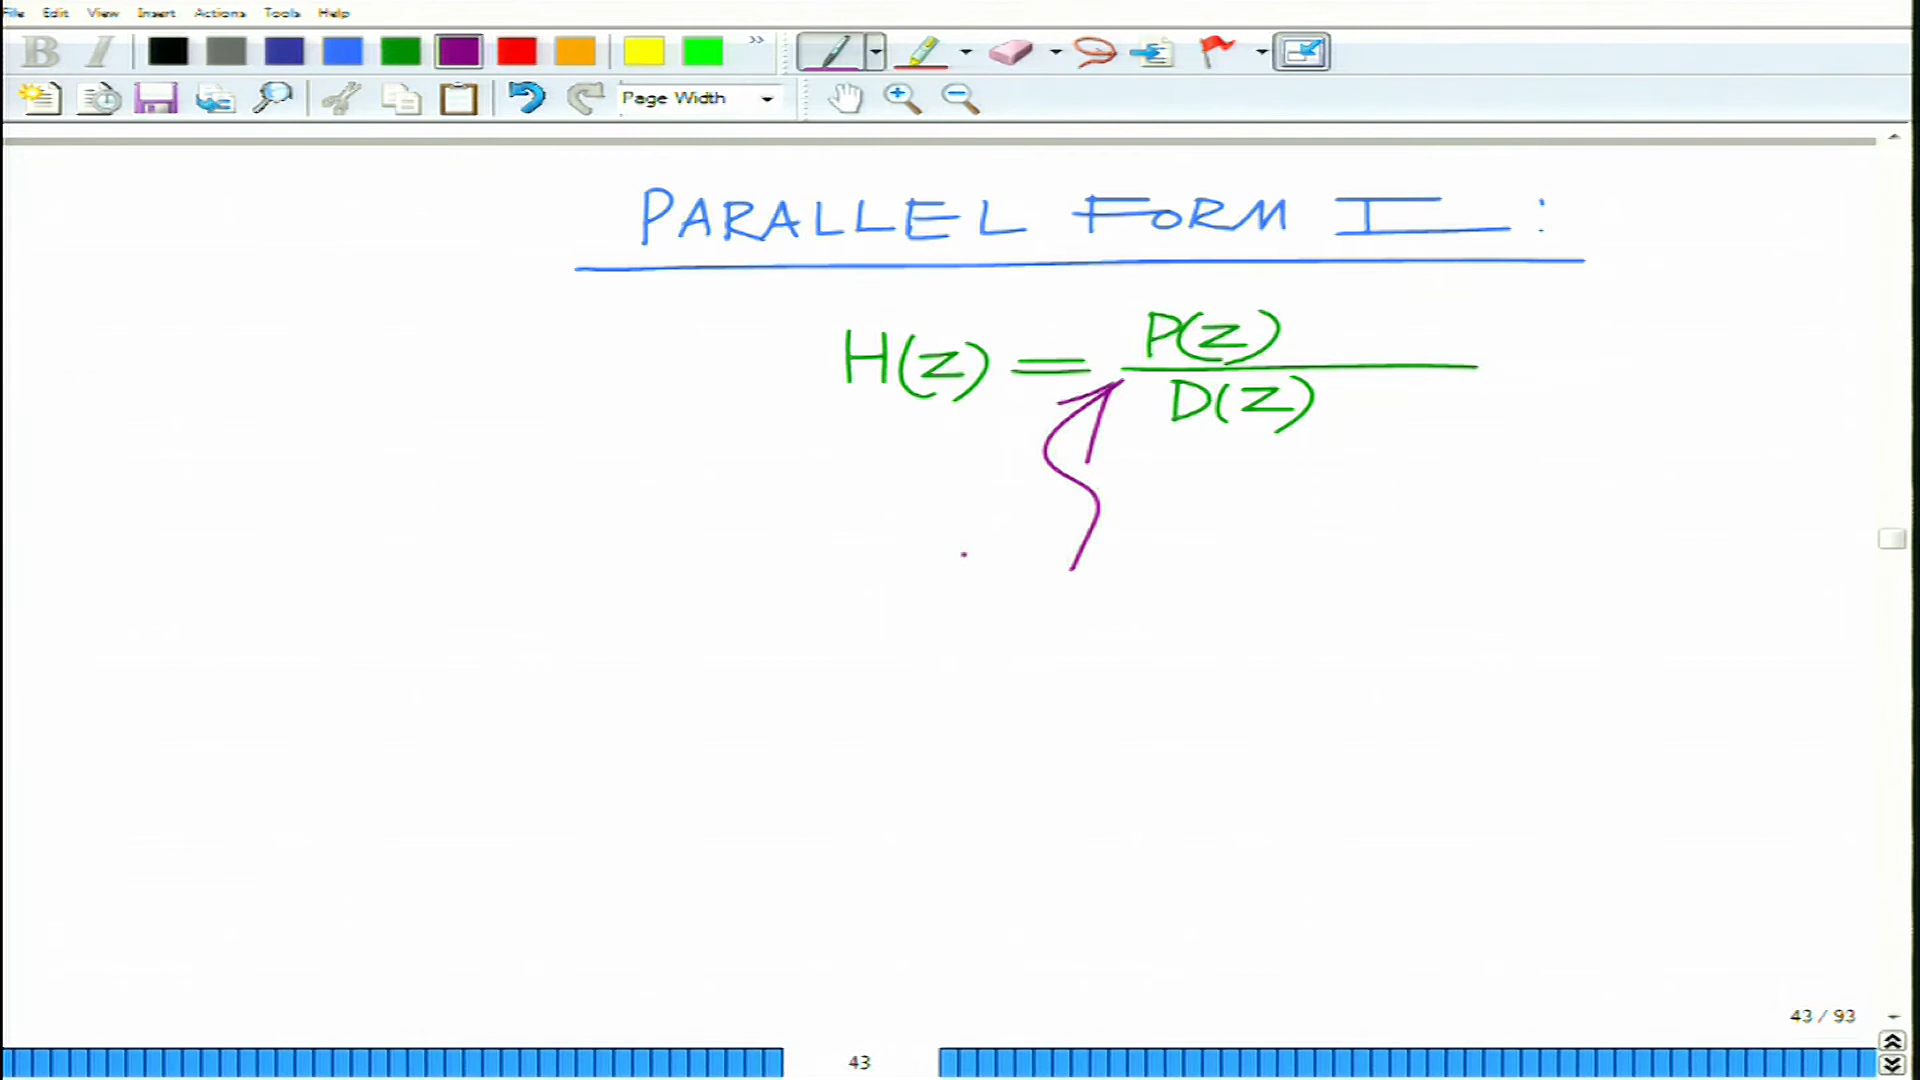 File Edit View Insert Actions Tools Help
B I »
Page Width
PARALLEL FORM I :
H(z) = P(z)
D(z)
43 / 93
43